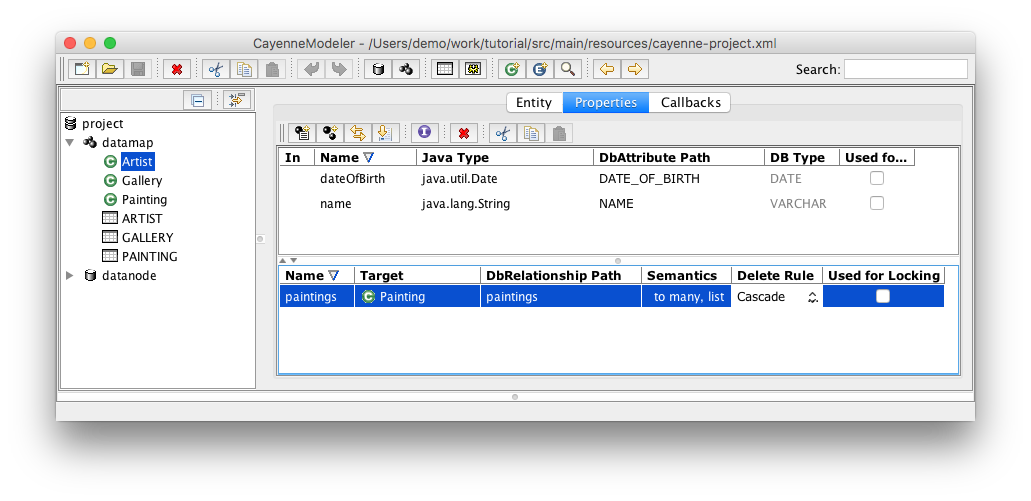 CayenneModeler - /Users/demo/work/tutorial/src/main/resources/cayenne-project.xml
Search:
project
datamap
C Artist
C Gallery
C Painting
ARTIST
GALLERY
PAINTING
datanode
Entity Properties Callbacks
In Name Java Type DbAttribute Path DB Type Used fo...
dateOfBirth java.util.Date DATE_OF_BIRTH DATE
name java.lang.String NAME VARCHAR
Name Target DbRelationship Path Semantics Delete Rule Used for Locking
paintings C Painting paintings to many, list Cascade